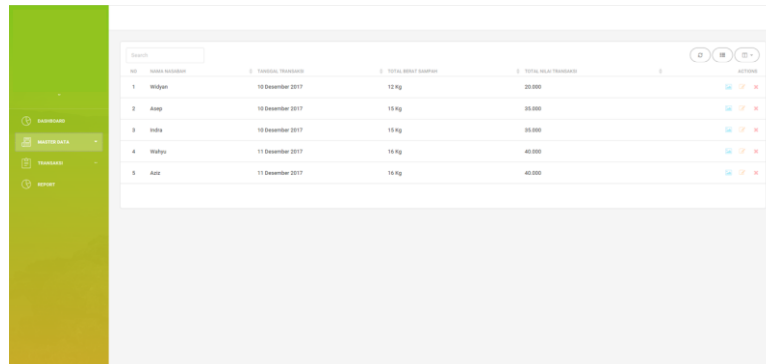 Search
NO NAMA NASABAH TANGGAL TRANSAKSI TOTAL BERAT SAMPAH TOTAL NILAI TRANSAKSI ACTIONS
1 Widyan 10 Desember 2017 12 Kg 20.000
2 Asep 10 Desember 2017 15 Kg 35.000
3 Indra 10 Desember 2017 15 Kg 35.000
4 Wahyu 11 Desember 2017 16 Kg 40.000
5 Aziz 11 Desember 2017 16 Kg 40.000
DASHBOARD
MASTER DATA
TRANSAKSI
REPORT